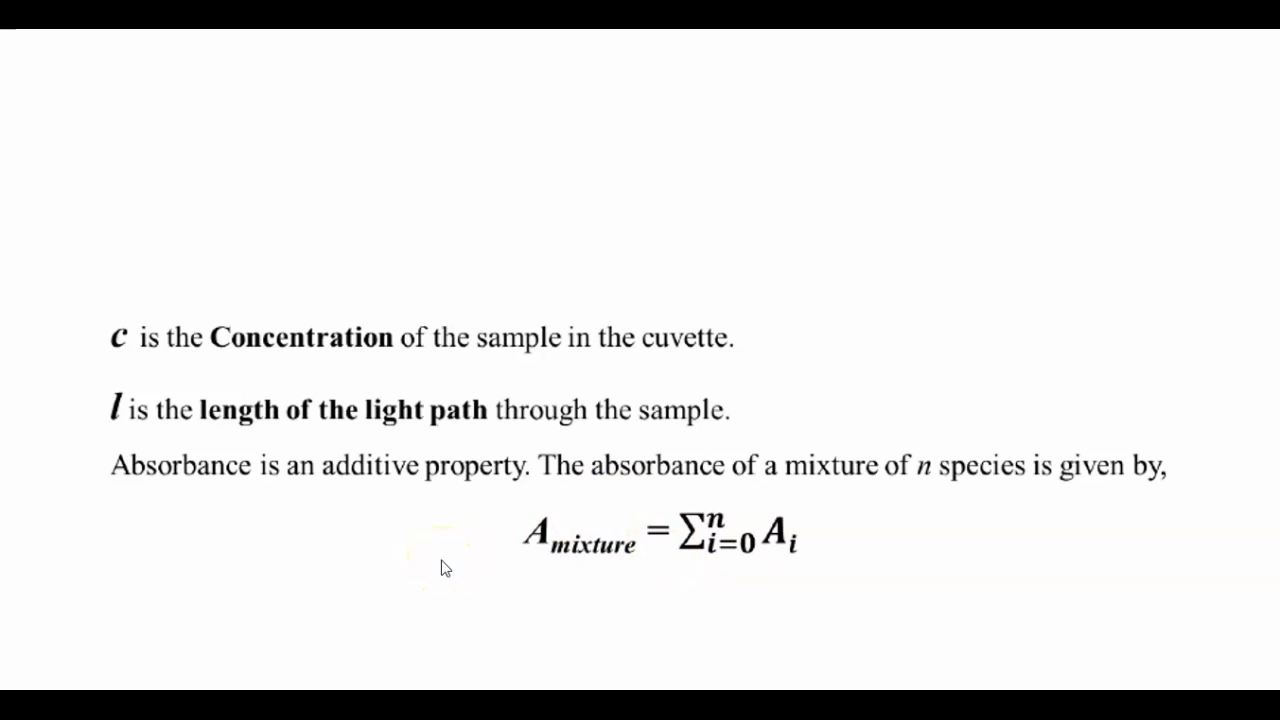 c is the Concentration of the sample in the cuvette.
l is the length of the light path through the sample.
Absorbance is an additive property. The absorbance of a mixture of n species is given by,
A_mixture = ∑_{i=0}^{n} A_i